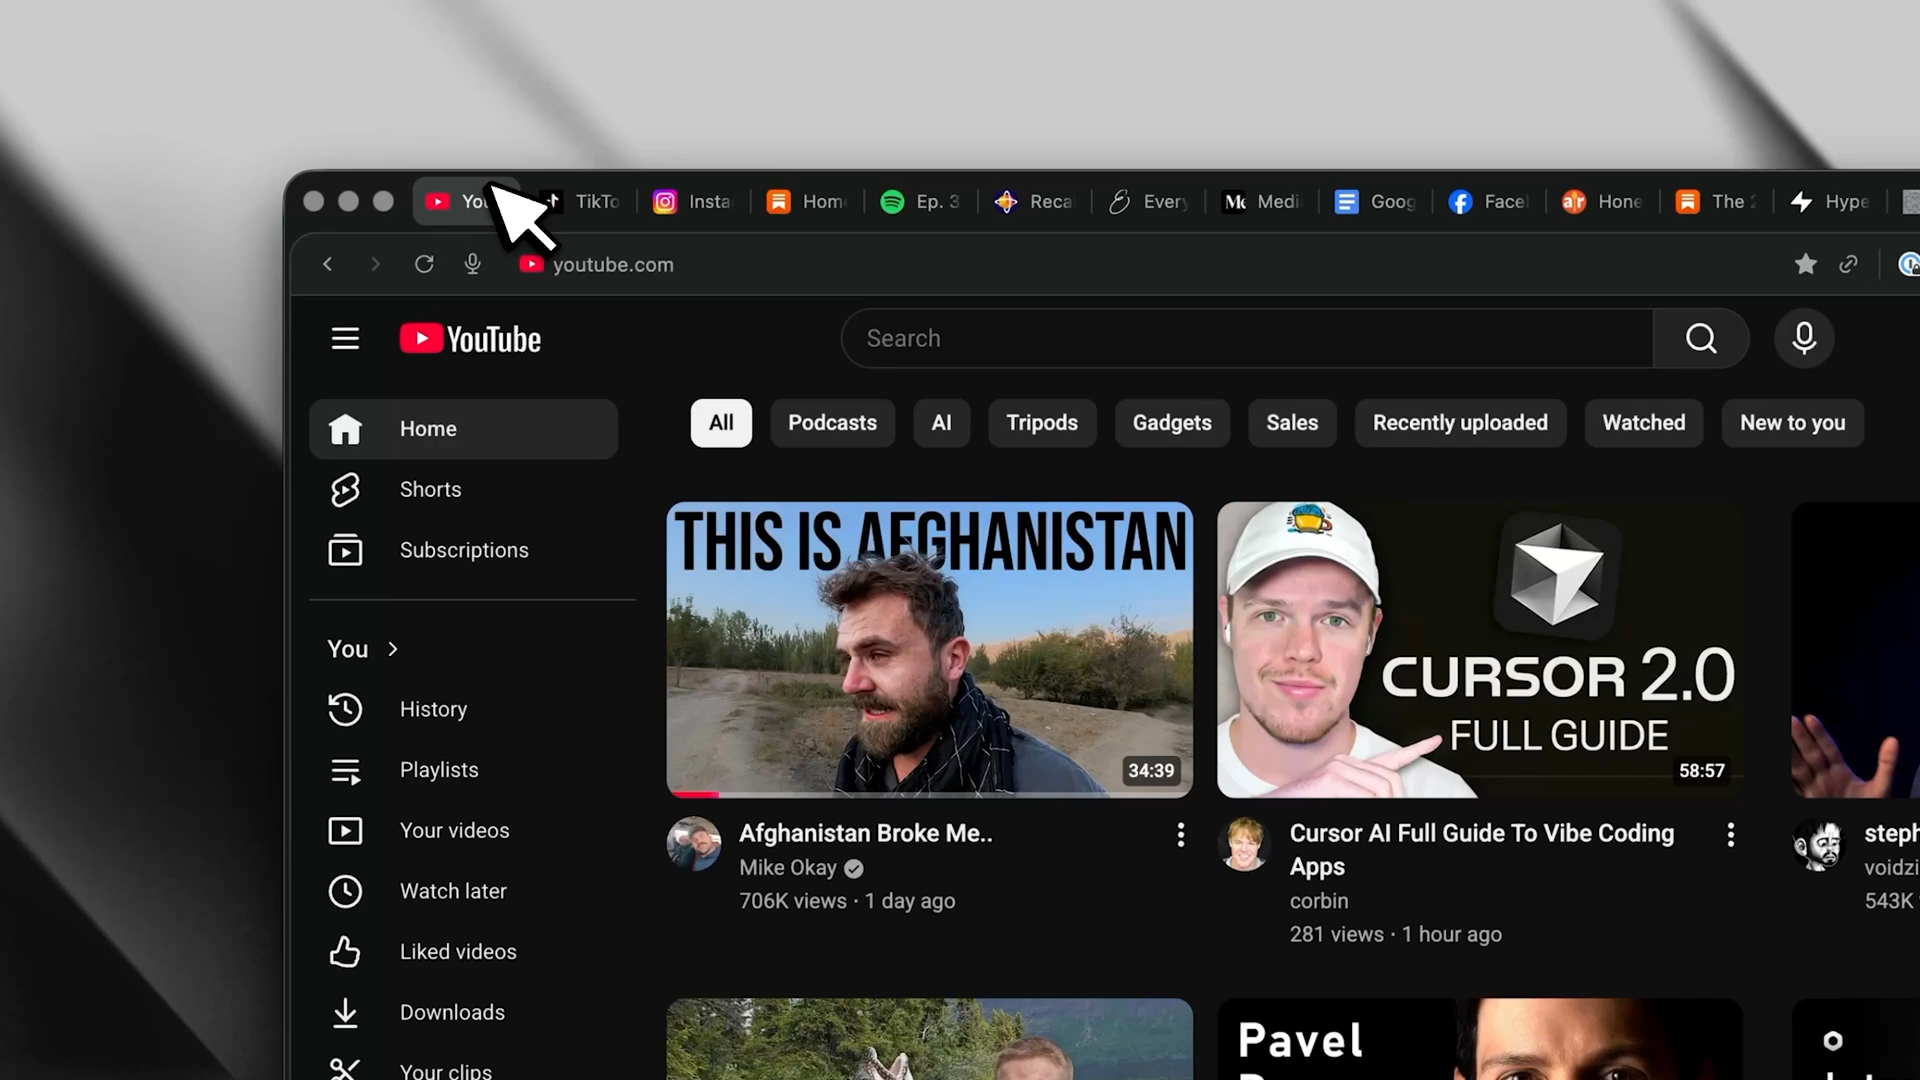 You
TikTo
Insta
Hom
Ep. 3
Reca
Every
Medi
Goog
Facel
Hone
The
Hype
youtube.com
YouTube
Search
All
Podcasts
AI
Tripods
Gadgets
Sales
Recently uploaded
Watched
New to you
Home
Shorts
Subscriptions
You
History
Playlists
Your videos
Watch later
Liked videos
Downloads
Your clips
THIS IS AFGHANISTAN
34:39
Afghanistan Broke Me..
Mike Okay
706K views · 1 day ago
CURSOR 2.0
FULL GUIDE
58:57
Cursor AI Full Guide To Vibe Coding
Apps
corbin
281 views · 1 hour ago
steph
voidzi
543K
Pavel